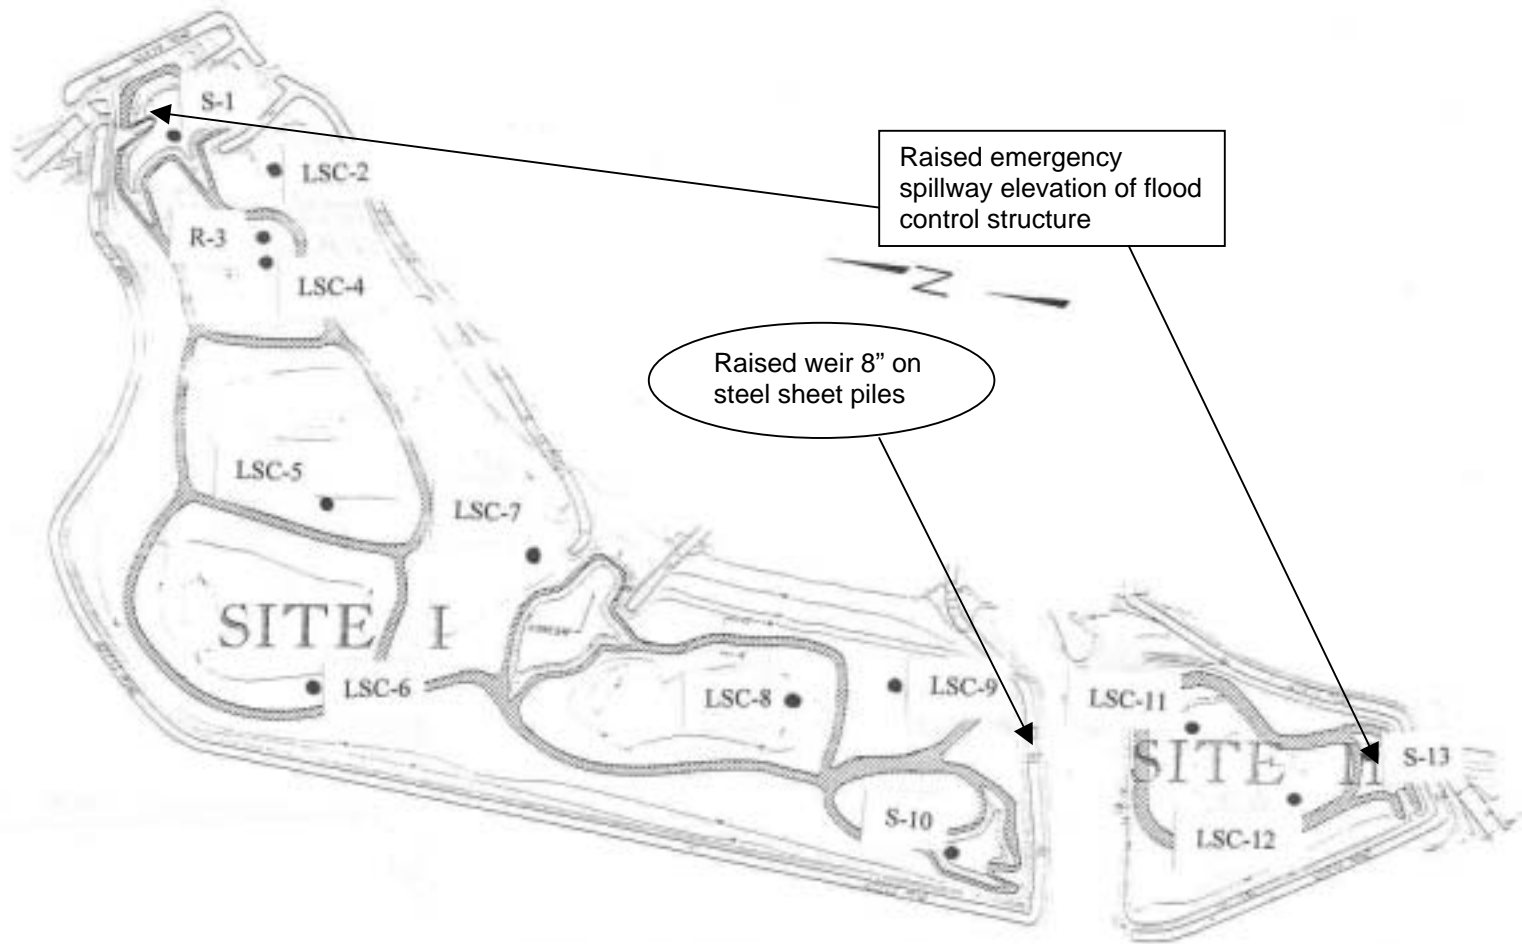 S-1
LSC-2
Raised emergency
spillway elevation of flood
control structure
R-3
LSC-4
N
Raised weir 8” on
steel sheet piles
LSC-5
LSC-7
SITE I
LSC-6
LSC-8
LSC-9
LSC-11
SITE II
S-13
S-10
LSC-12